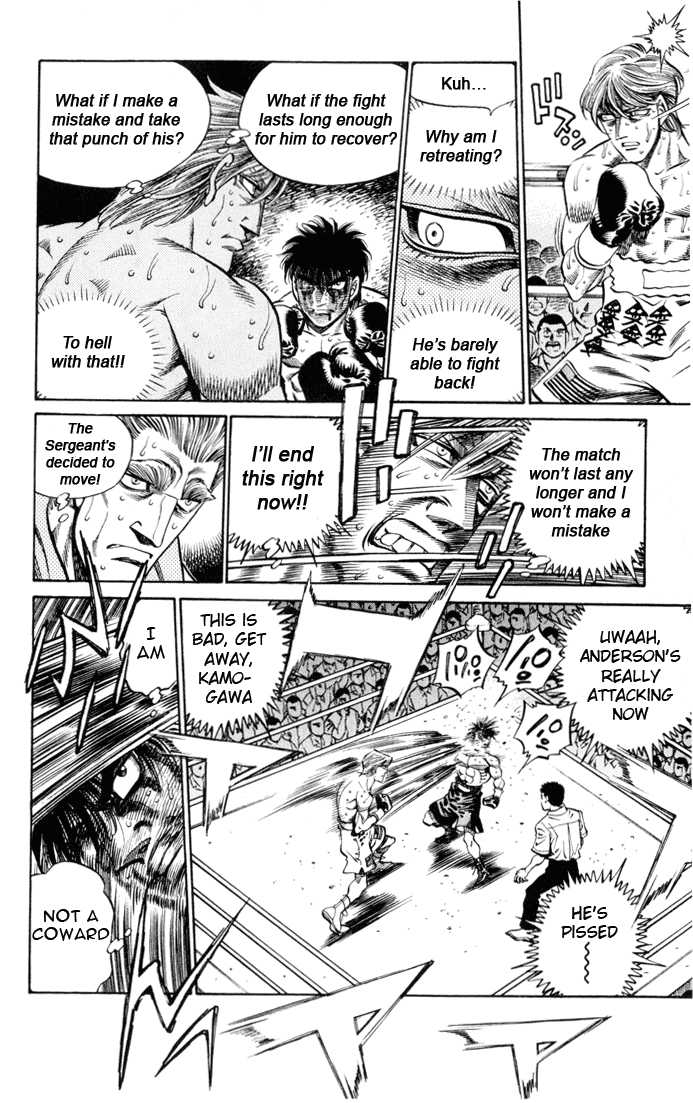 ドドン
Kuh...
Why am I
retreating?
He's barely
able to fight
back!
What if the fight
lasts long enough
for him to recover?
What if I make a
mistake and take
that punch of his?
To hell
with that!!
The match
won't last any
longer and I
won't make a
mistake
I'll end
this right
now!!
The
Sergeant's
decided to
move!
UWAAH,
ANDERSON'S
REALLY
ATTACKING
NOW
HE'S
PISSED
THIS IS
BAD, GET
AWAY,
KAMO-
GAWA
I
AM
NOT A
COWARD...